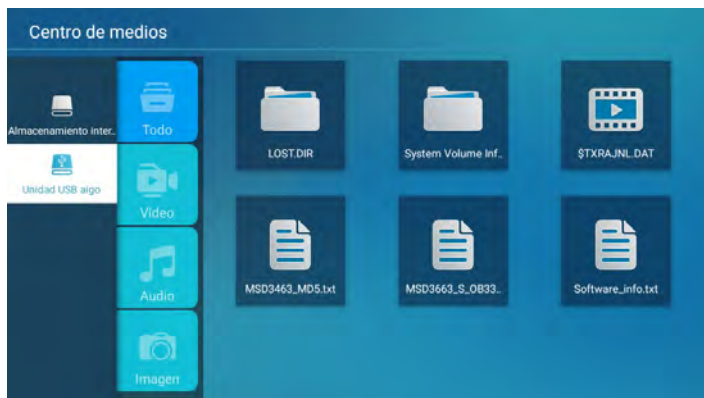 Centro de medios
Almacenamiento inter..
Unidad USB aigo
Todo
Video
Audio
Imagen
LOST.DIR
System Volume Inf..
$TXRAJNL.DAT
MSD3463_MD5.txt
MSD3663_S_OB33..
Software_info.txt